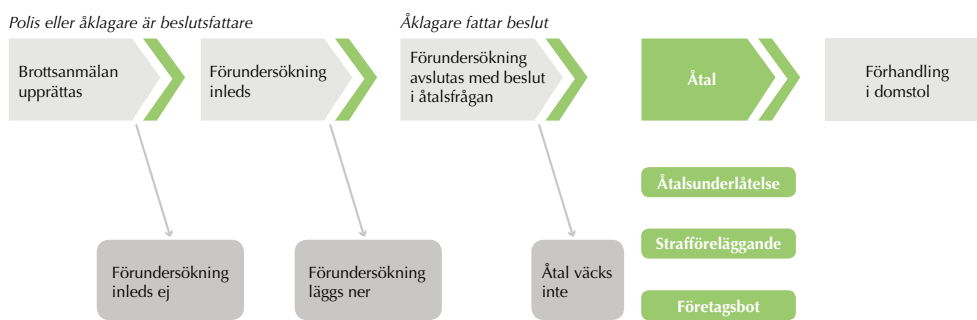 Polis eller åklagare är beslutsfattare
Åklagare fattar beslut
Brottsanmälan
upprättas
Förundersökning
inleds
Förundersökning
avslutas med beslut
i åtalsfrågan
Åtal
Förhandling
i domstol
Åtalsunderlåtelse
Strafföreläggande
Företagsbot
Förundersökning
inleds ej
Förundersökning
läggs ner
Åtal väcks
inte